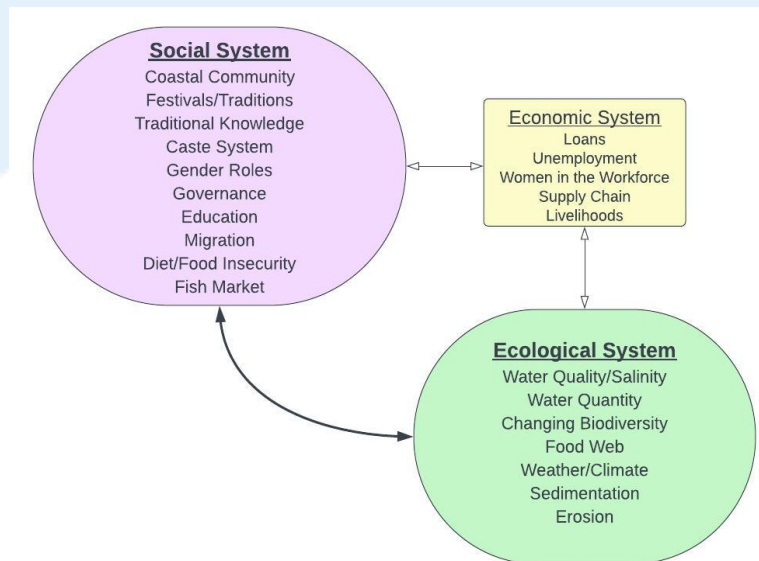 Social System
Coastal Community
Festivals/Traditions
Traditional Knowledge
Caste System
Gender Roles
Governance
Education
Migration
Diet/Food Insecurity
Fish Market
Economic System
Loans
Unemployment
Women in the Workforce
Supply Chain
Livelihoods
Ecological System
Water Quality/Salinity
Water Quantity
Changing Biodiversity
Food Web
Weather/Climate
Sedimentation
Erosion